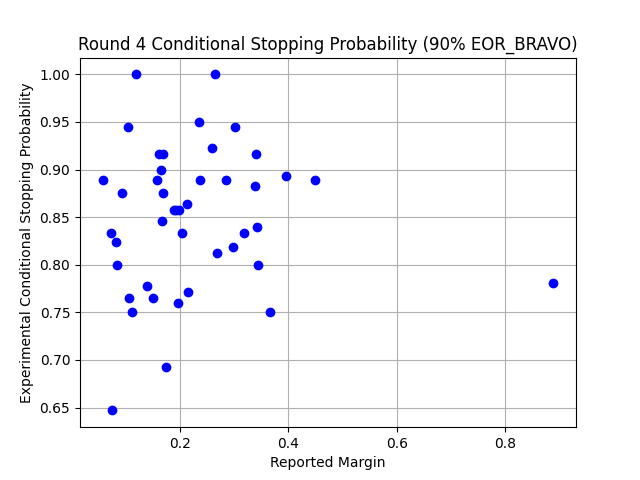 Round 4 Conditional Stopping Probability (90% EOR_BRAVO)
Experimental Conditional Stopping Probability
1.00
0.95
0.90
0.85
0.80
0.75
0.70
0.65
0.2 0.4 0.6 0.8
Reported Margin